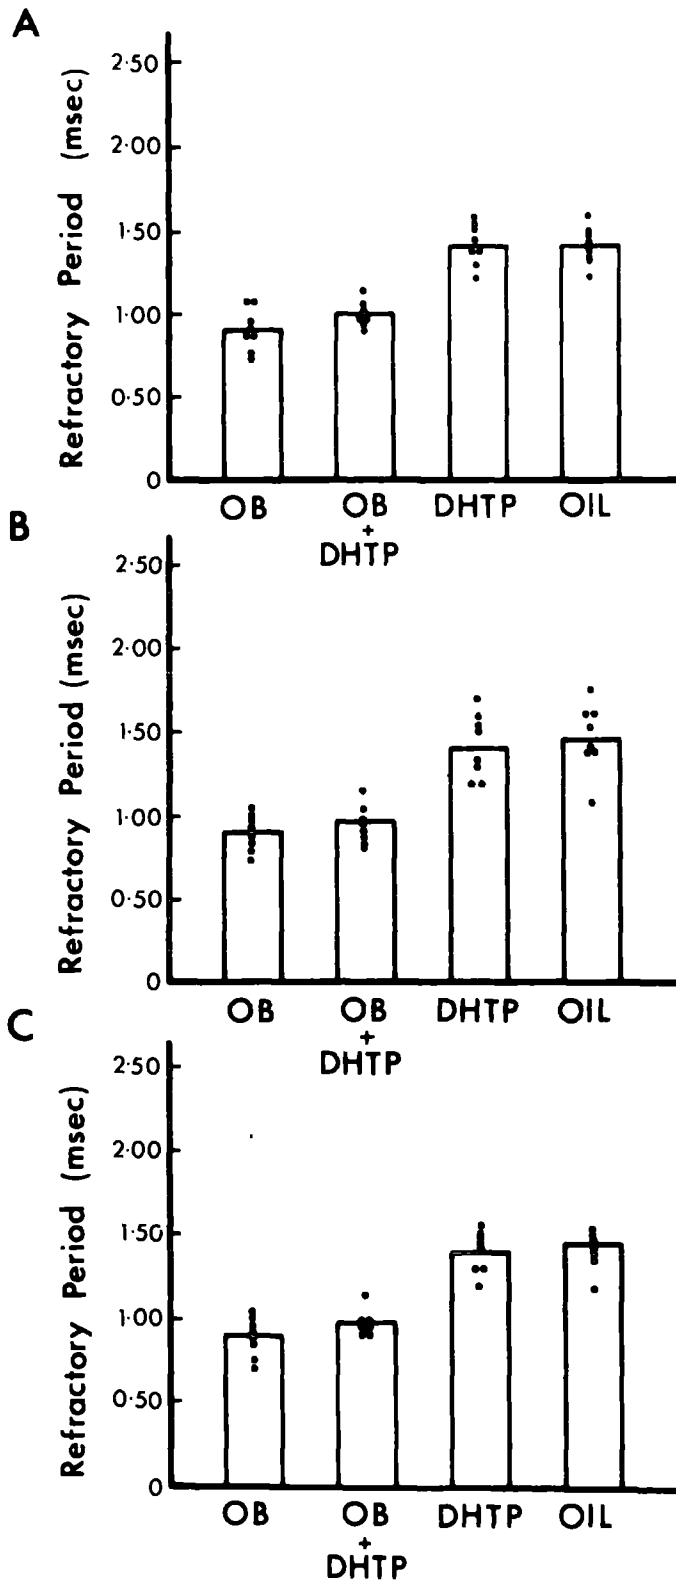 A
Refractory Period (msec)
2·50
2·00
1·50
1·00
0·50
0
OB
OB
+
DHTP
DHTP
OIL
B
Refractory Period (msec)
2·50
2·00
1·50
1·00
0·50
0
OB
OB
+
DHTP
DHTP
OIL
C
Refractory Period (msec)
2·50
2·00
1·50
1·00
0·50
0
OB
OB
+
DHTP
DHTP
OIL